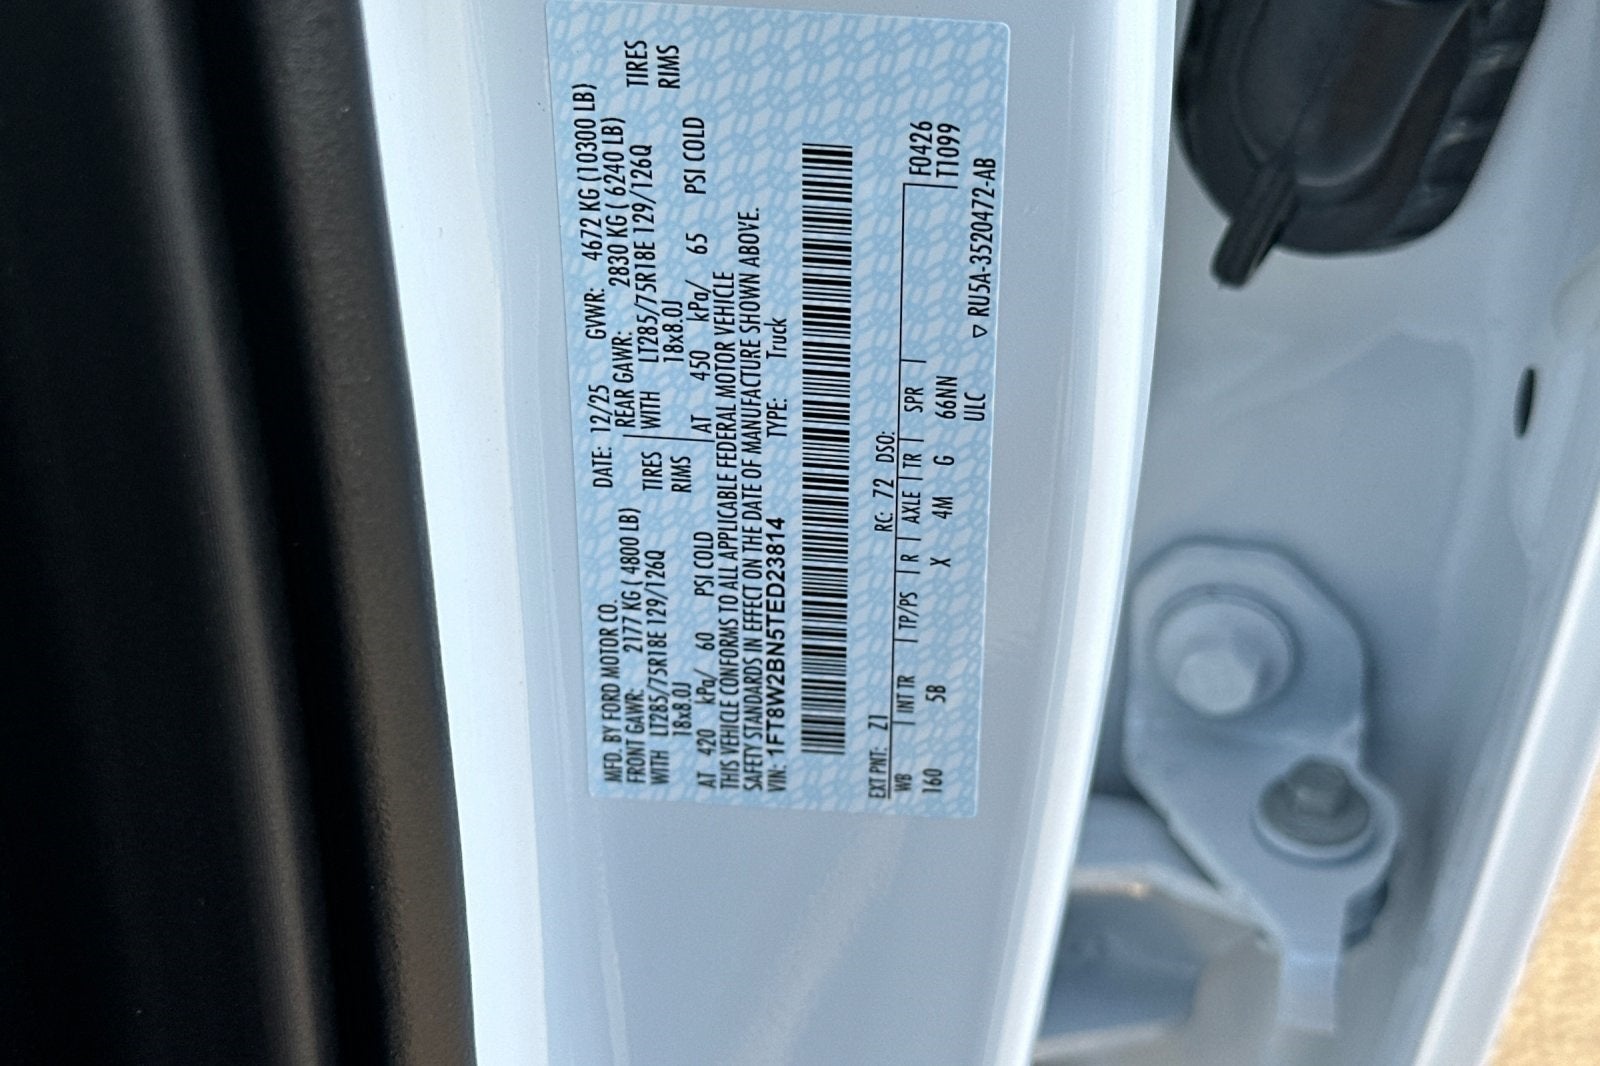 MFD. BY FORD MOTOR CO.
DATE: 12/25 GVWR: 4672 KG (10300 LB)
FRONT GAWR: 2177 KG ( 4800 LB) REAR GAWR: 2830 KG ( 6240 LB)
WITH LT285/75R18E 129/126Q TIRES WITH LT285/75R18E 129/126Q TIRES
18x8.0J RIMS 18x8.0J RIMS
AT 420 kPa/ 60 PSI COLD AT 450 kPa/ 65 PSI COLD
THIS VEHICLE CONFORMS TO ALL APPLICABLE FEDERAL MOTOR VEHICLE
SAFETY STANDARDS IN EFFECT ON THE DATE OF MANUFACTURE SHOWN ABOVE.
VIN: 1FT8W2BN5TED23814 TYPE: Truck
EXT PNT: Z1 RC: 72 DSO:
WB INT TR TP/PS R AXLE TR SPR F0426
160 5B X 4M G 66NN T1099
ULC ▽ RU5A-3520472-AB